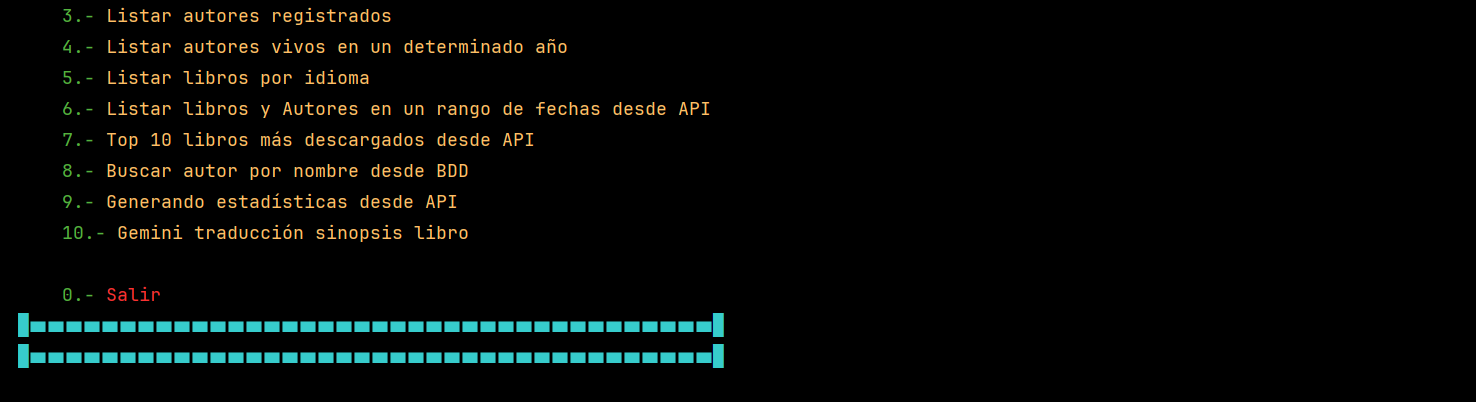 3.- Listar autores registrados
4.- Listar autores vivos en un determinado año
5.- Listar libros por idioma
6.- Listar libros y Autores en un rango de fechas desde API
7.- Top 10 libros más descargados desde API
8.- Buscar autor por nombre desde BDD
9.- Generando estadísticas desde API
10.- Gemini traducción sinopsis libro
0.- Salir